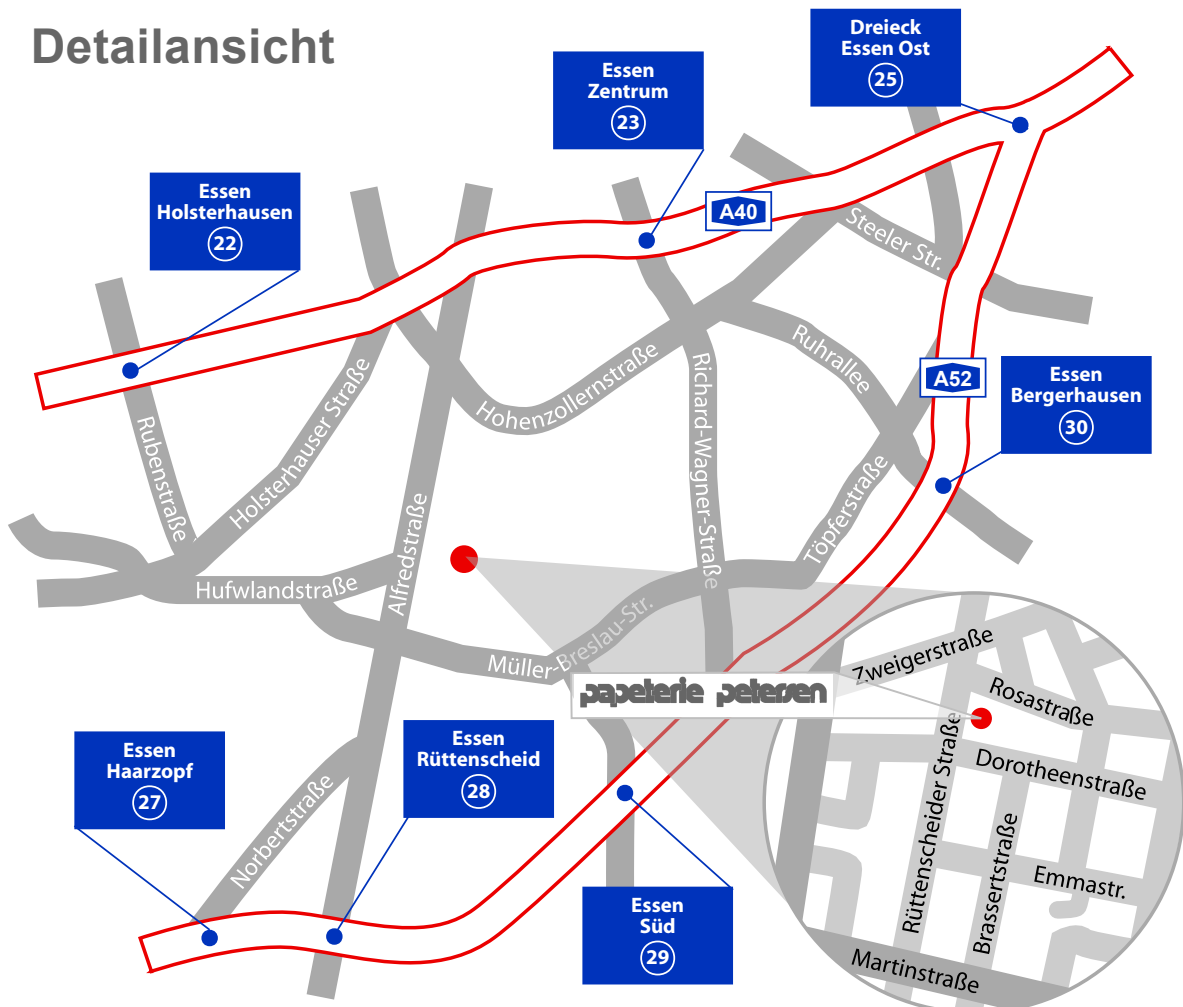 Detailansicht
Dreieck
Essen Ost
25
Essen
Zentrum
23
Essen
Holsterhausen
22
A40
Steeler Str.
Ruhrallee
A52
Essen
Bergerhausen
30
Hohenzollernstraße
Richard-Wagner-Straße
Rubenstraße
Holsterhauser Straße
Alfredstraße
Töpferstraße
Hufwlandstraße
Müller-Breslau-Str.
papeterie petersen
Zweigerstraße
Rosastraße
Rüttenscheider Straße
Dorotheenstraße
Brassertstraße
Emmastr.
Martinstraße
Essen
Haarzopf
27
Essen
Rüttenscheid
28
Norbertstraße
Essen
Süd
29